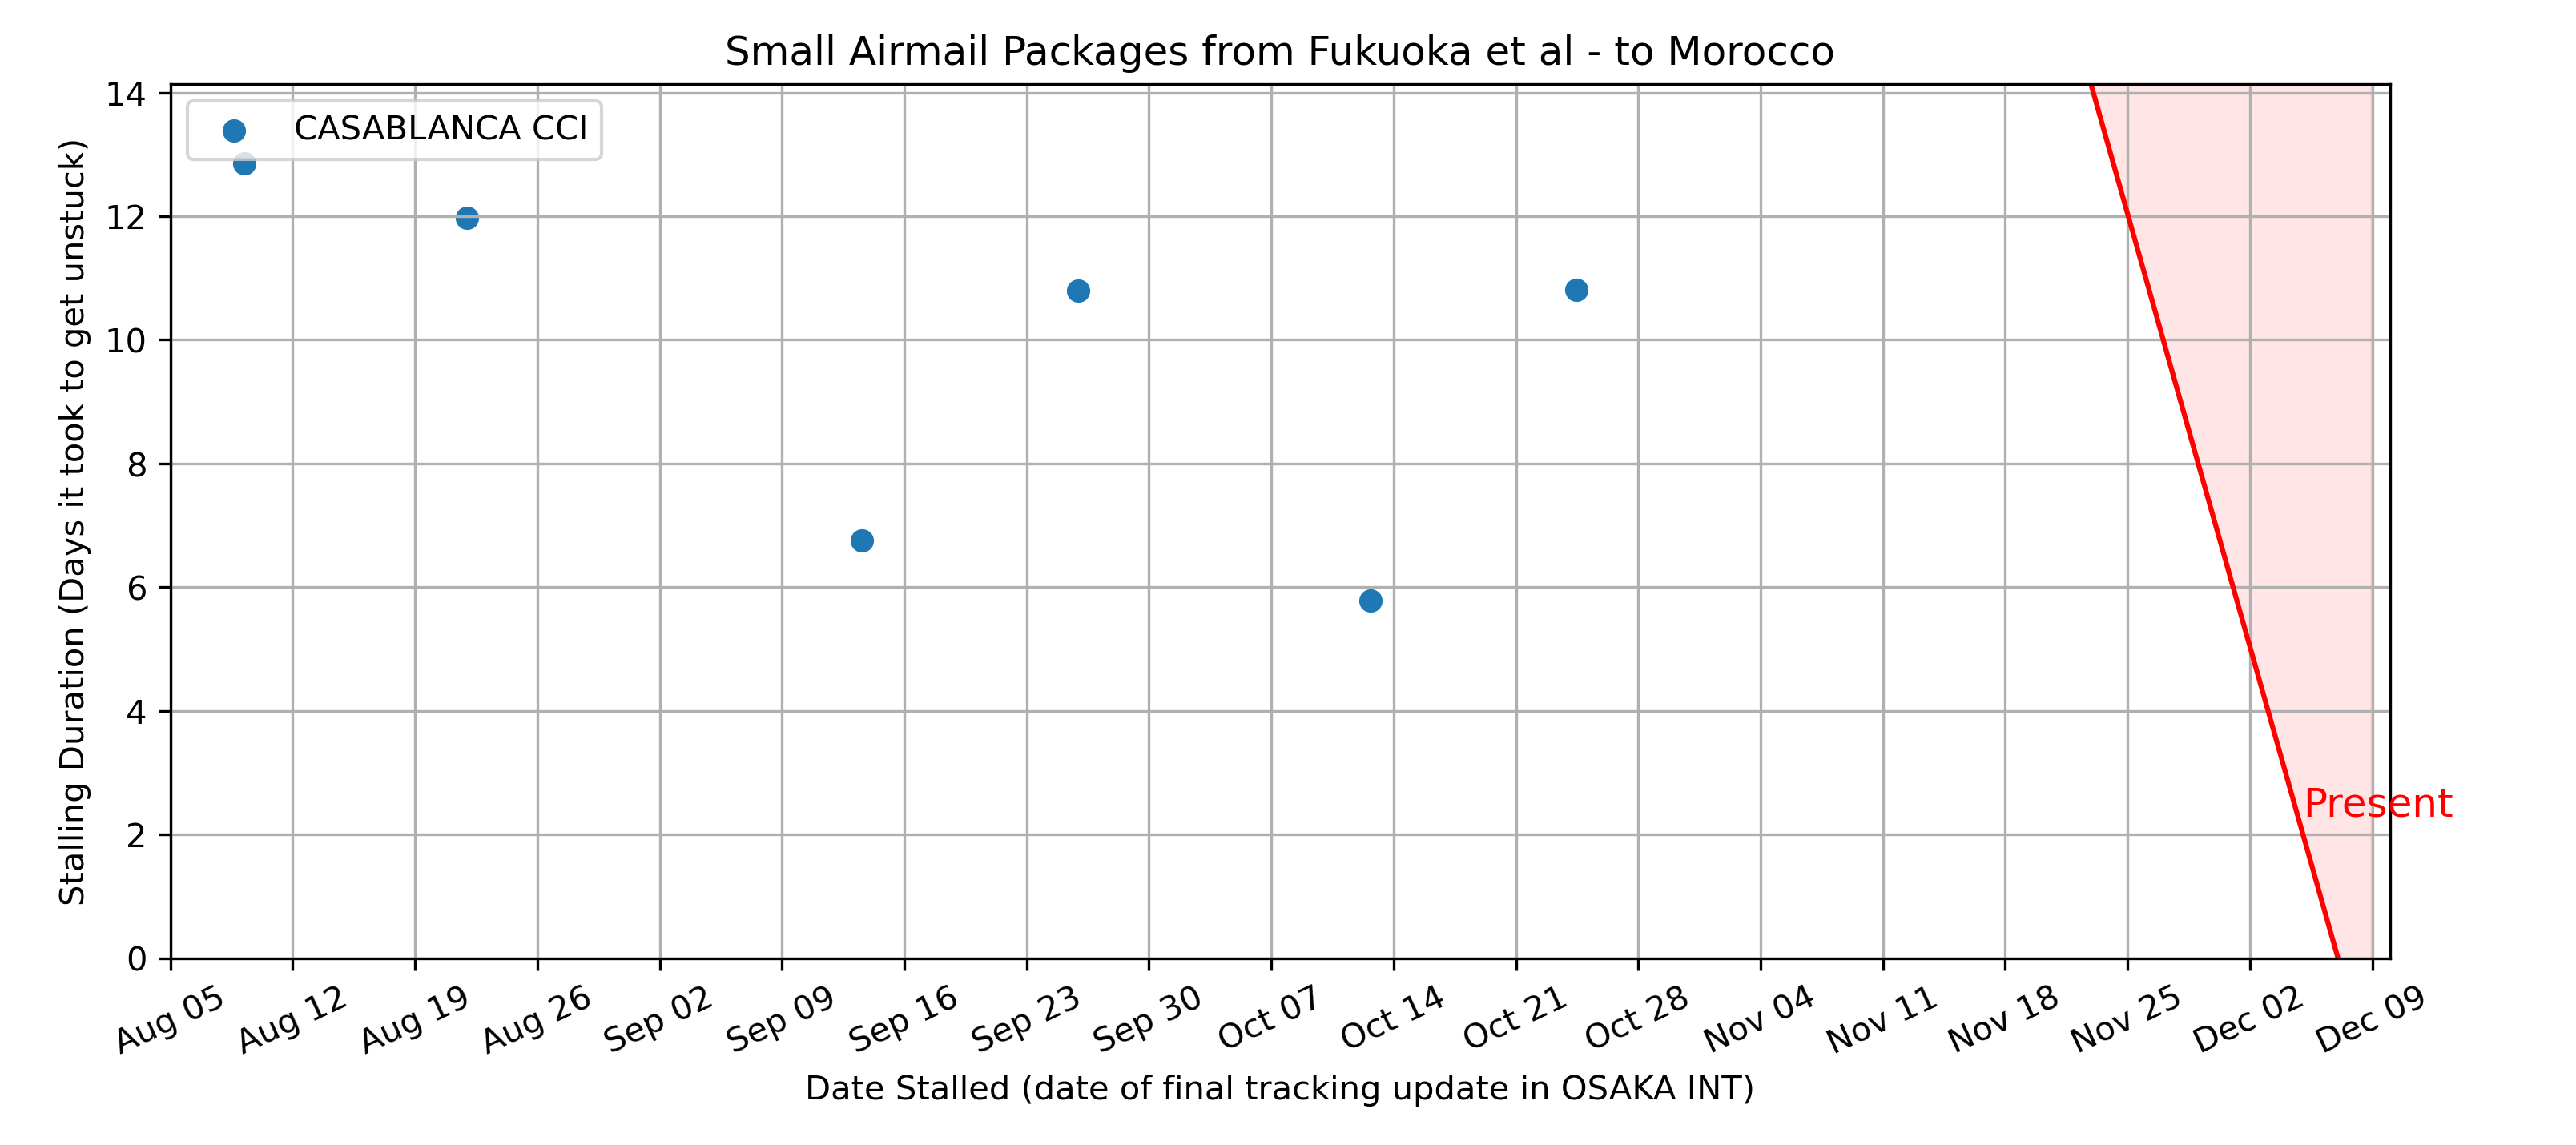 Small Airmail Packages from Fukuoka et al - to Morocco
CASABLANCA CCI
Stalling Duration (Days it took to get unstuck)
14
12
10
8
6
4
2
0
Present
Aug 05
Aug 12
Aug 19
Aug 26
Sep 02
Sep 09
Sep 16
Sep 23
Sep 30
Oct 07
Oct 14
Oct 21
Oct 28
Nov 04
Nov 11
Nov 18
Nov 25
Dec 02
Dec 09
Date Stalled (date of final tracking update in OSAKA INT)